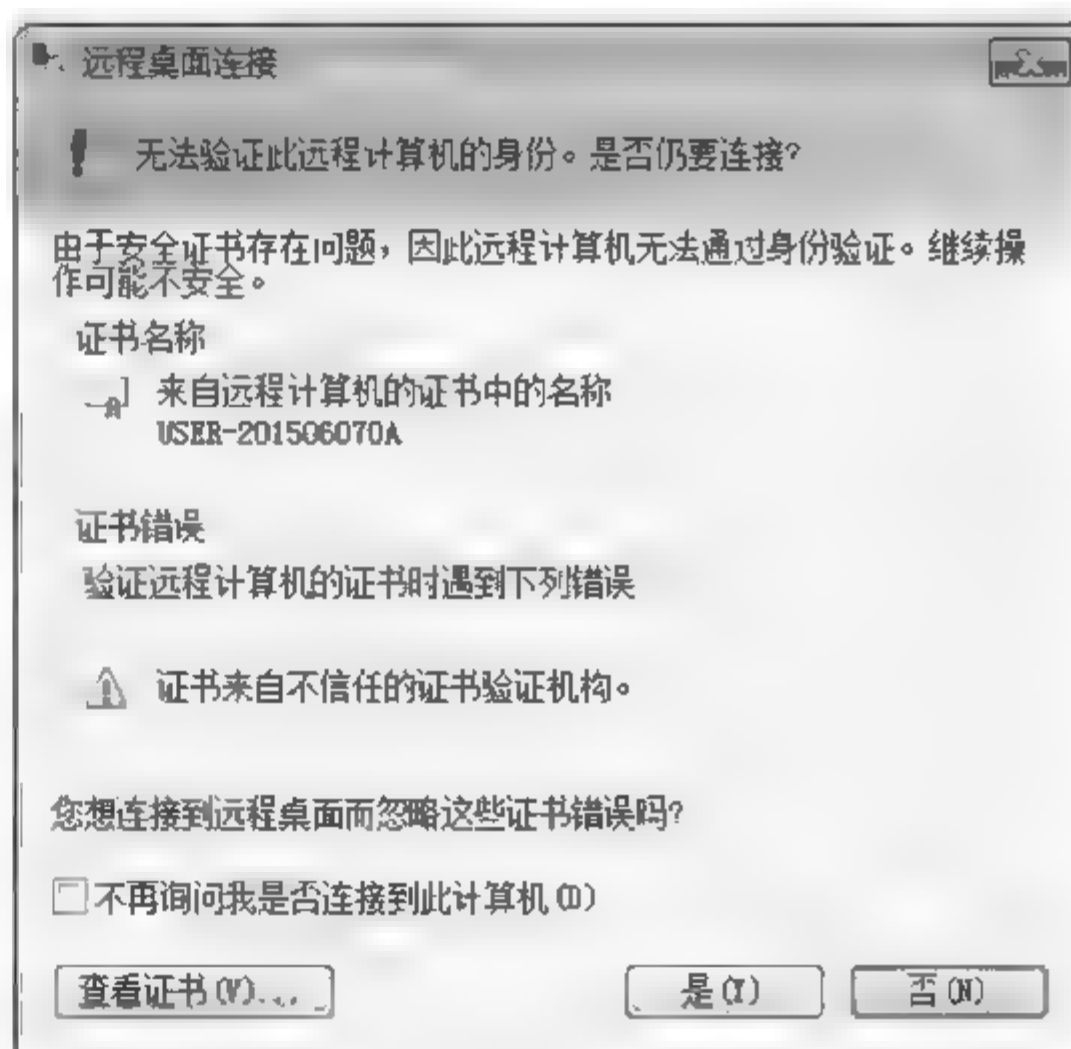 远程桌面连接
无法验证此远程计算机的身份。是否仍要连接?
由于安全证书存在问题，因此远程计算机无法通过身份验证。继续操
作可能不安全。
证书名称
来自远程计算机的证书中的名称
USER-201506070A
证书错误
验证远程计算机的证书时遇到下列错误
证书来自不信任的证书验证机构。
您想连接到远程桌面而忽略这些证书错误吗?
不再询问我是否连接到此计算机(D)
查看证书(V)...
是(Y)
否(N)